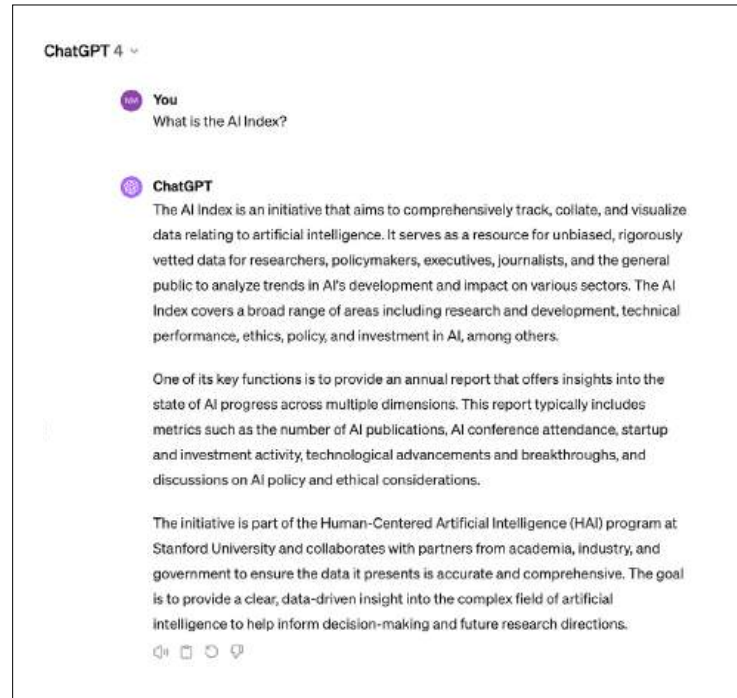 ChatGPT 4
NM
You
What is the AI Index?
ChatGPT
The AI Index is an initiative that aims to comprehensively track, collate, and visualize
data relating to artificial intelligence. It serves as a resource for unbiased, rigorously
vetted data for researchers, policymakers, executives, journalists, and the general
public to analyze trends in AI's development and impact on various sectors. The AI
Index covers a broad range of areas including research and development, technical
performance, ethics, policy, and investment in AI, among others.
One of its key functions is to provide an annual report that offers insights into the
state of AI progress across multiple dimensions. This report typically includes
metrics such as the number of AI publications, AI conference attendance, startup
and investment activity, technological advancements and breakthroughs, and
discussions on AI policy and ethical considerations.
The initiative is part of the Human-Centered Artificial Intelligence (HAI) program at
Stanford University and collaborates with partners from academia, industry, and
government to ensure the data it presents is accurate and comprehensive. The goal
is to provide a clear, data-driven insight into the complex field of artificial
intelligence to help inform decision-making and future research directions.